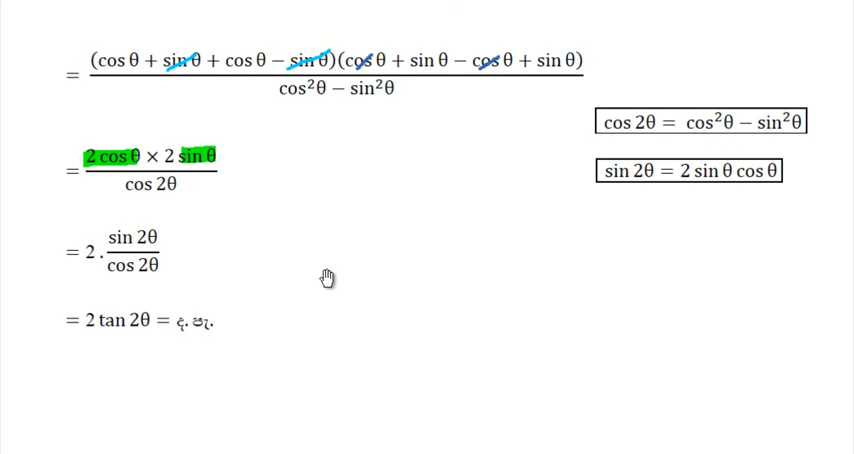 = (cos θ + sin θ + cos θ − sin θ)(cos θ + sin θ − cos θ + sin θ) / cos²θ − sin²θ
cos 2θ = cos²θ − sin²θ
= 2 cos θ × 2 sin θ / cos 2θ
sin 2θ = 2 sin θ cos θ
= 2 . sin 2θ / cos 2θ
= 2 tan 2θ = ද. පැ.